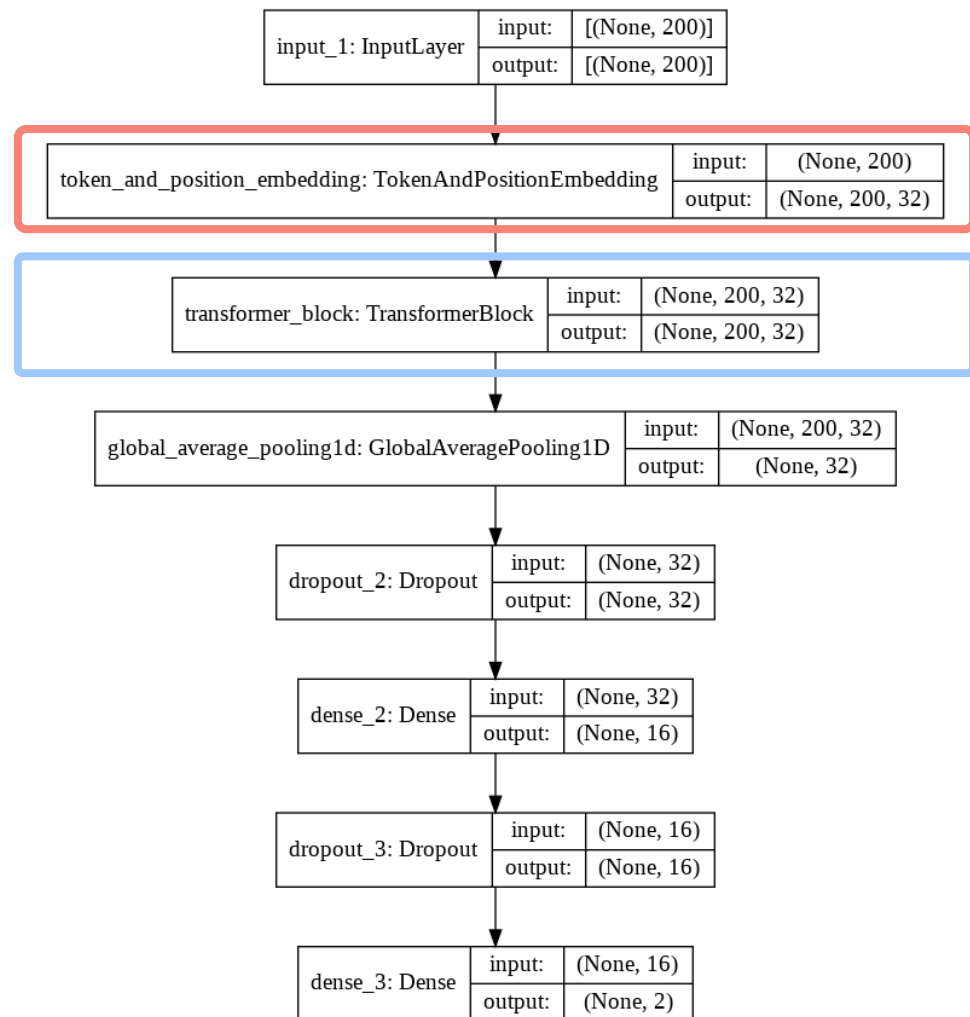 input_1: InputLayer
input: [(None, 200)]
output: [(None, 200)]
token_and_position_embedding: TokenAndPositionEmbedding
input: (None, 200)
output: (None, 200, 32)
transformer_block: TransformerBlock
input: (None, 200, 32)
output: (None, 200, 32)
global_average_pooling1d: GlobalAveragePooling1D
input: (None, 200, 32)
output: (None, 32)
dropout_2: Dropout
input: (None, 32)
output: (None, 32)
dense_2: Dense
input: (None, 32)
output: (None, 16)
dropout_3: Dropout
input: (None, 16)
output: (None, 16)
dense_3: Dense
input: (None, 16)
output: (None, 2)